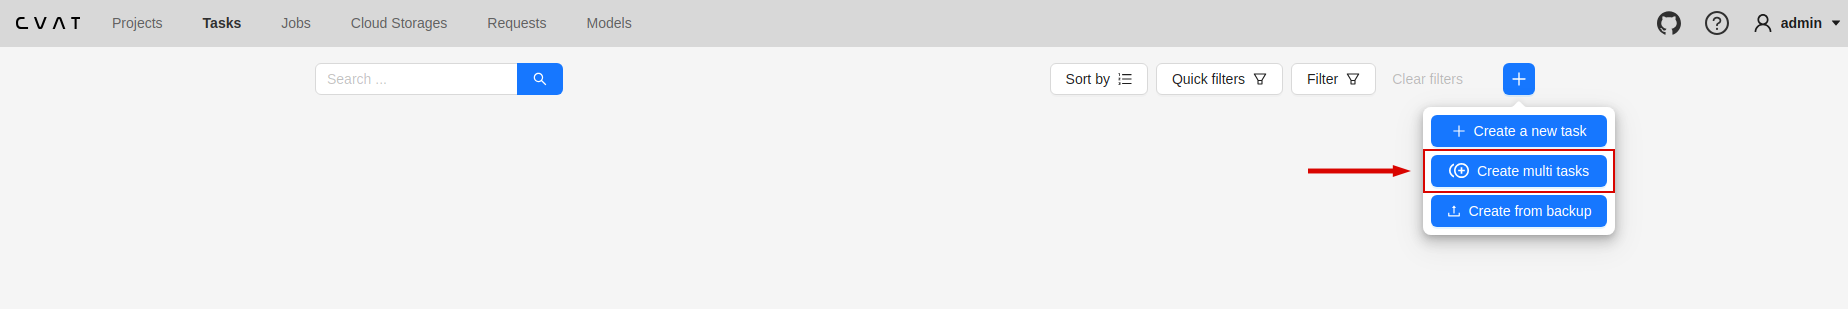 CVAT Projects Tasks Jobs Cloud Storages Requests Models admin
Search ... Sort by Quick filters Filter Clear filters
Create a new task
Create multi tasks
Create from backup